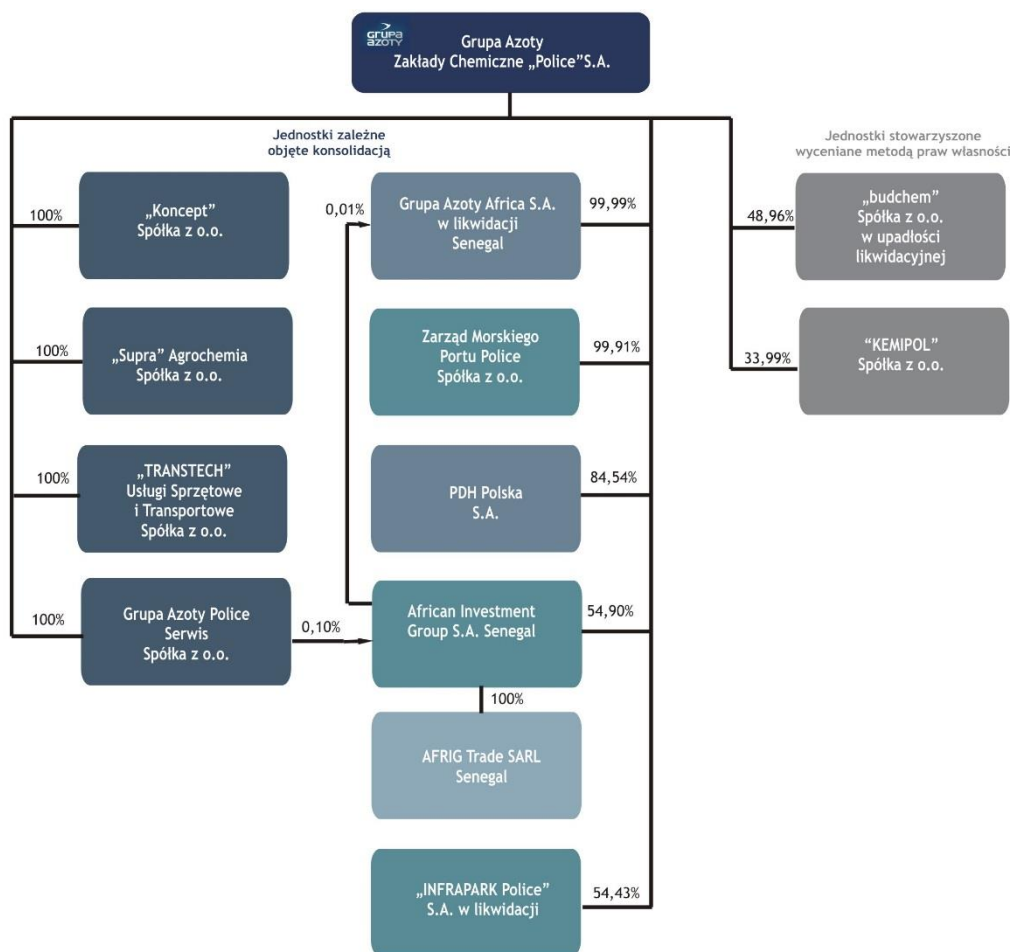 GRUPA
AZOTY
Grupa Azoty
Zakłady Chemiczne „Police”S.A.
Jednostki zależne
objęte konsolidacją
Jednostki stowarzyszone
wyceniane metodą praw własności
100%
„Koncept”
Spółka z o.o.
0,01%
Grupa Azoty Africa S.A.
w likwidacji
Senegal
99,99%
48,96%
„budchem”
Spółka z o.o.
w upadłości
likwidacyjnej
100%
„Supra” Agrochemia
Spółka z o.o.
Zarząd Morskiego
Portu Police
Spółka z o.o.
99,91%
33,99%
“KEMIPOL”
Spółka z o.o.
100%
„TRANSTECH”
Usługi Sprzętowe
i Transportowe
Spółka z o.o.
PDH Polska
S.A.
84,54%
100%
Grupa Azoty Police
Serwis
Spółka z o.o.
0,10%
African Investment
Group S.A. Senegal
54,90%
100%
AFRIG Trade SARL
Senegal
„INFRAPARK Police”
S.A. w likwidacji
54,43%